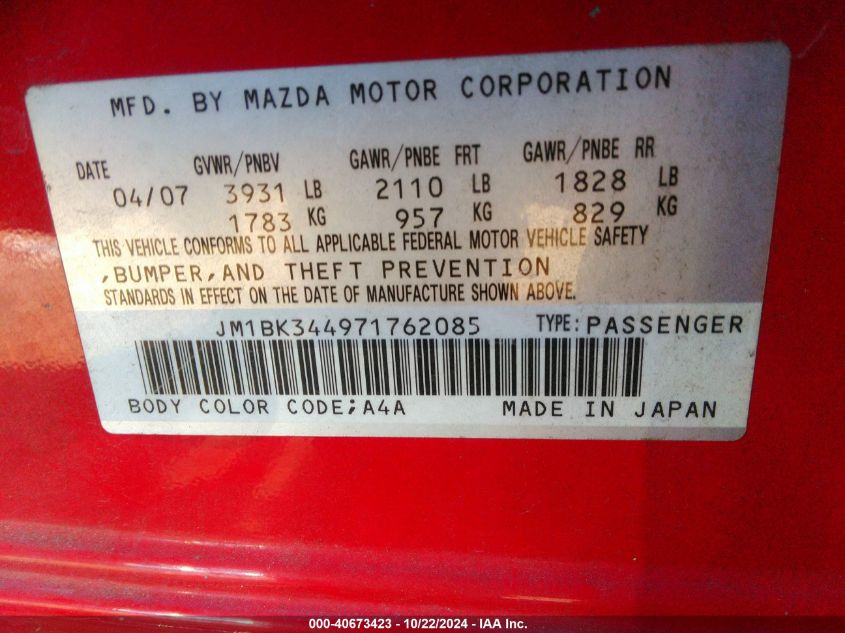 MFD. BY MAZDA MOTOR CORPORATION
DATE GVWR/PNBV GAWR/PNBE FRT GAWR/PNBE RR
04/07 3931 LB 2110 LB 1828 LB
1783 KG 957 KG 829 KG
THIS VEHICLE CONFORMS TO ALL APPLICABLE FEDERAL MOTOR VEHICLE SAFETY
,BUMPER,AND THEFT PREVENTION
STANDARDS IN EFFECT ON THE DATE OF MANUFACTURE SHOWN ABOVE.
JM1BK344971762085 TYPE:PASSENGER
BODY COLOR CODE;A4A MADE IN JAPAN
000-40673423 - 10/22/2024 - IAA Inc.